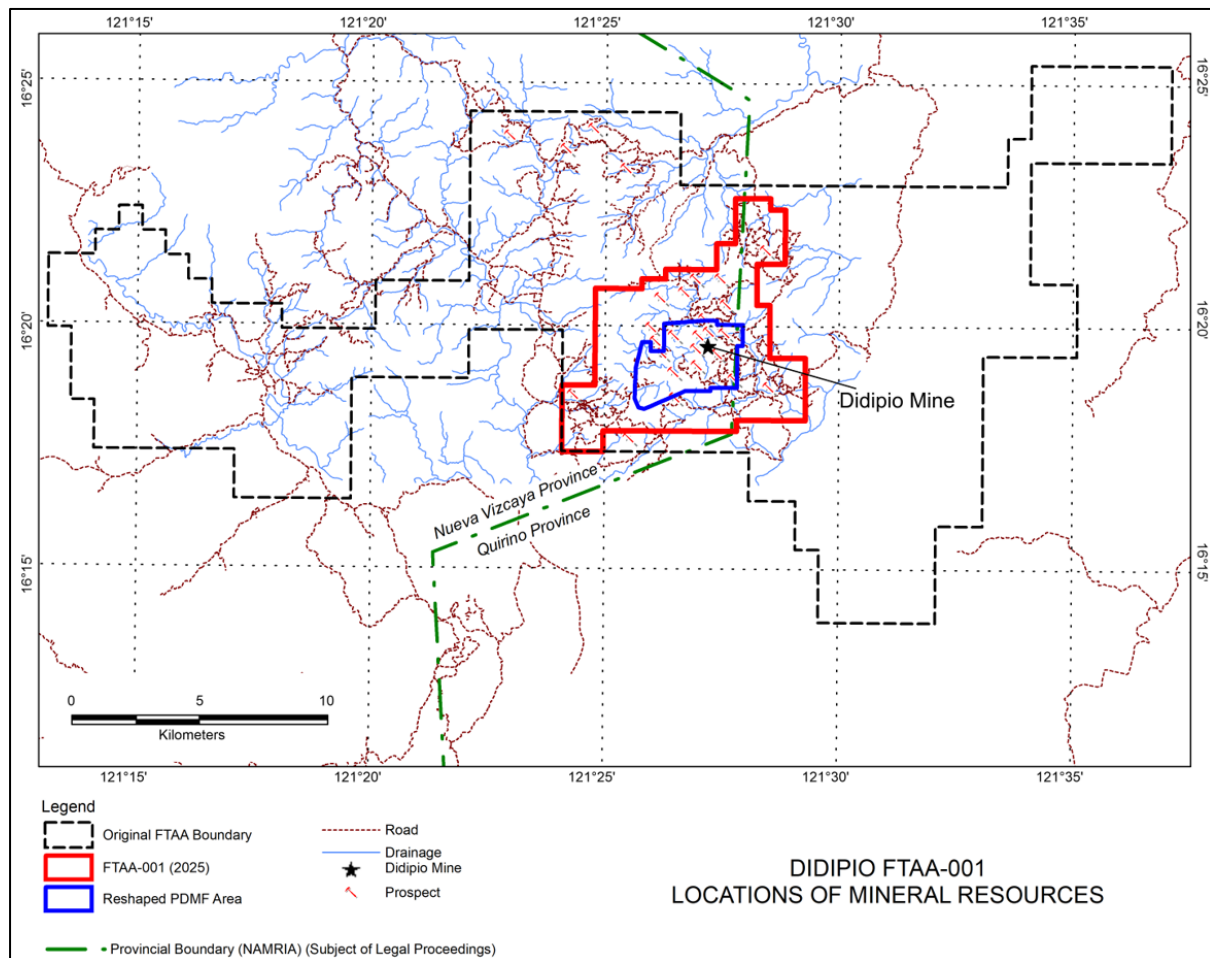 121°15' 121°20' 121°25' 121°30' 121°35'
16°25' 16°25'
16°20' 16°20'
Didipio Mine
Nueva Vizcaya Province
Quirino Province
16°15' 16°15'
0 5 10
Kilometers
121°15' 121°20' 121°25' 121°30' 121°35'
Legend
Original FTAA Boundary
FTAA-001 (2025)
Reshaped PDMF Area
Road
Drainage
Didipio Mine
Prospect
Provincial Boundary (NAMRIA) (Subject of Legal Proceedings)
DIDIPIO FTAA-001
LOCATIONS OF MINERAL RESOURCES